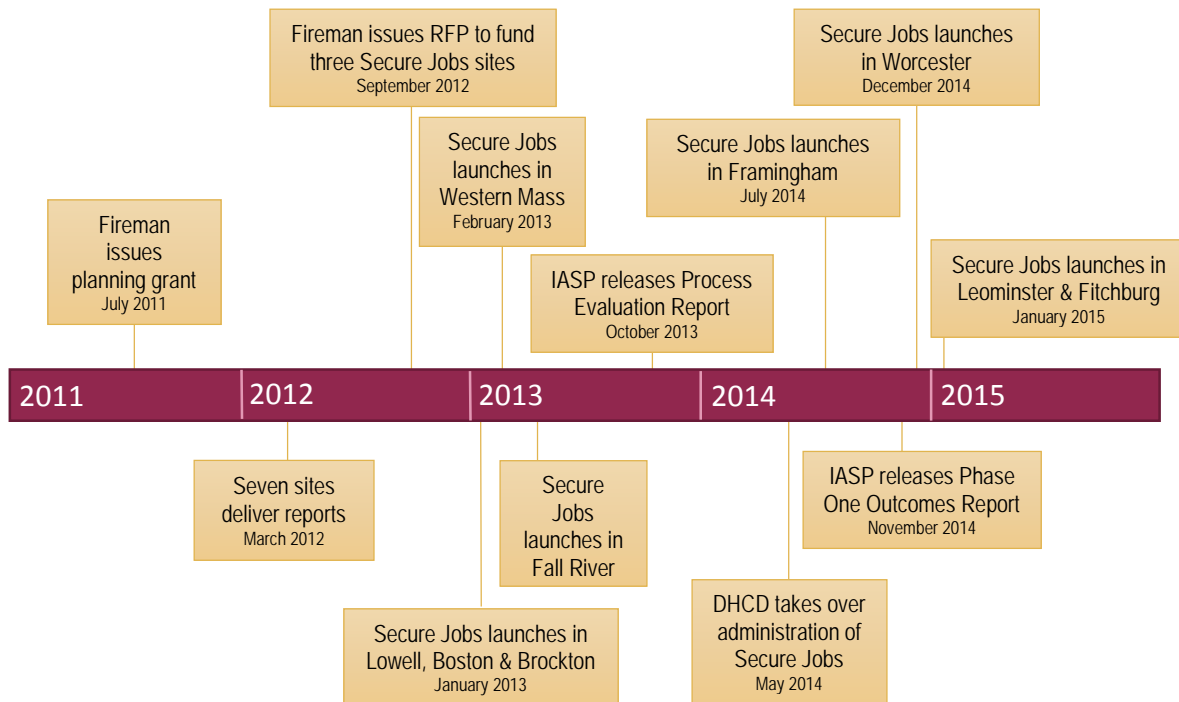 Fireman issues RFP to fund
three Secure Jobs sites
September 2012
Secure Jobs launches
in Worcester
December 2014
Secure Jobs
launches in
Western Mass
February 2013
Secure Jobs launches
in Framingham
July 2014
Fireman
issues
planning grant
July 2011
IASP releases Process
Evaluation Report
October 2013
Secure Jobs launches in
Leominster & Fitchburg
January 2015
2011
2012
2013
2014
2015
Seven sites
deliver reports
March 2012
Secure
Jobs
launches in
Fall River
IASP releases Phase
One Outcomes Report
November 2014
Secure Jobs launches in
Lowell, Boston & Brockton
January 2013
DHCD takes over
administration of
Secure Jobs
May 2014